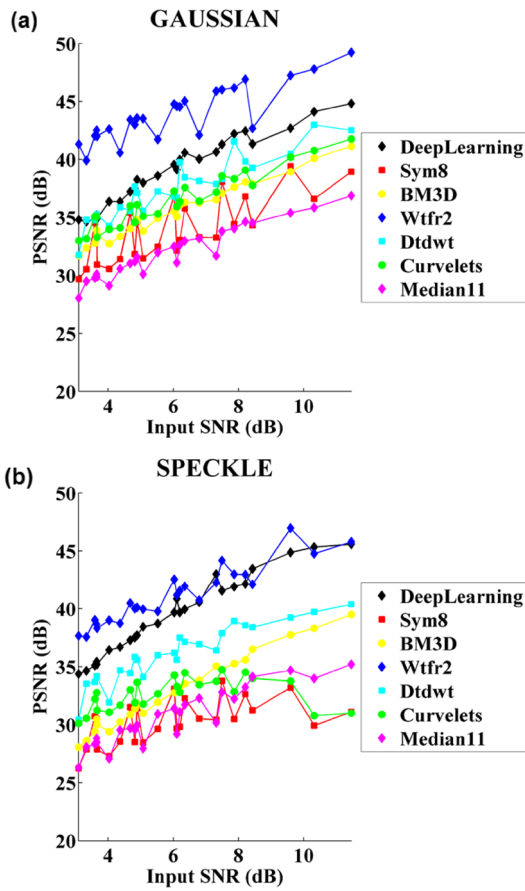 (a)
GAUSSIAN
PSNR (dB)
50
45
40
35
30
25
20
4 6 8 10
Input SNR (dB)
DeepLearning
Sym8
BM3D
Wtfr2
Dtdwt
Curvelets
Median11
(b)
SPECKLE
PSNR (dB)
50
45
40
35
30
25
20
4 6 8 10
Input SNR (dB)
DeepLearning
Sym8
BM3D
Wtfr2
Dtdwt
Curvelets
Median11